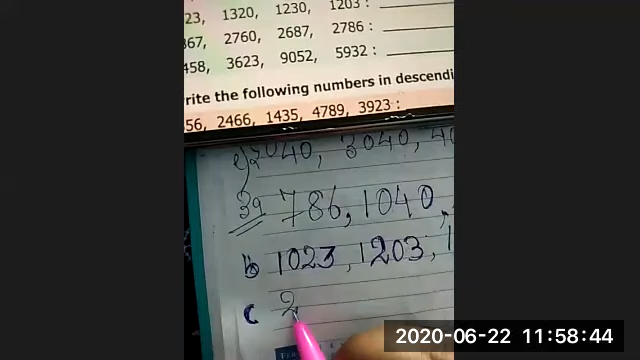 23, 1320, 1230, 1203 :
867, 2760, 2687, 2786 :
458, 3623, 9052, 5932 :
rite the following numbers in descendi
56, 2466, 1435, 4789, 3923 :
e) 2040, 3040, 40
3a 786, 1040,
b 1023, 1203, 1
c 2
2020-06-22 11:58:44